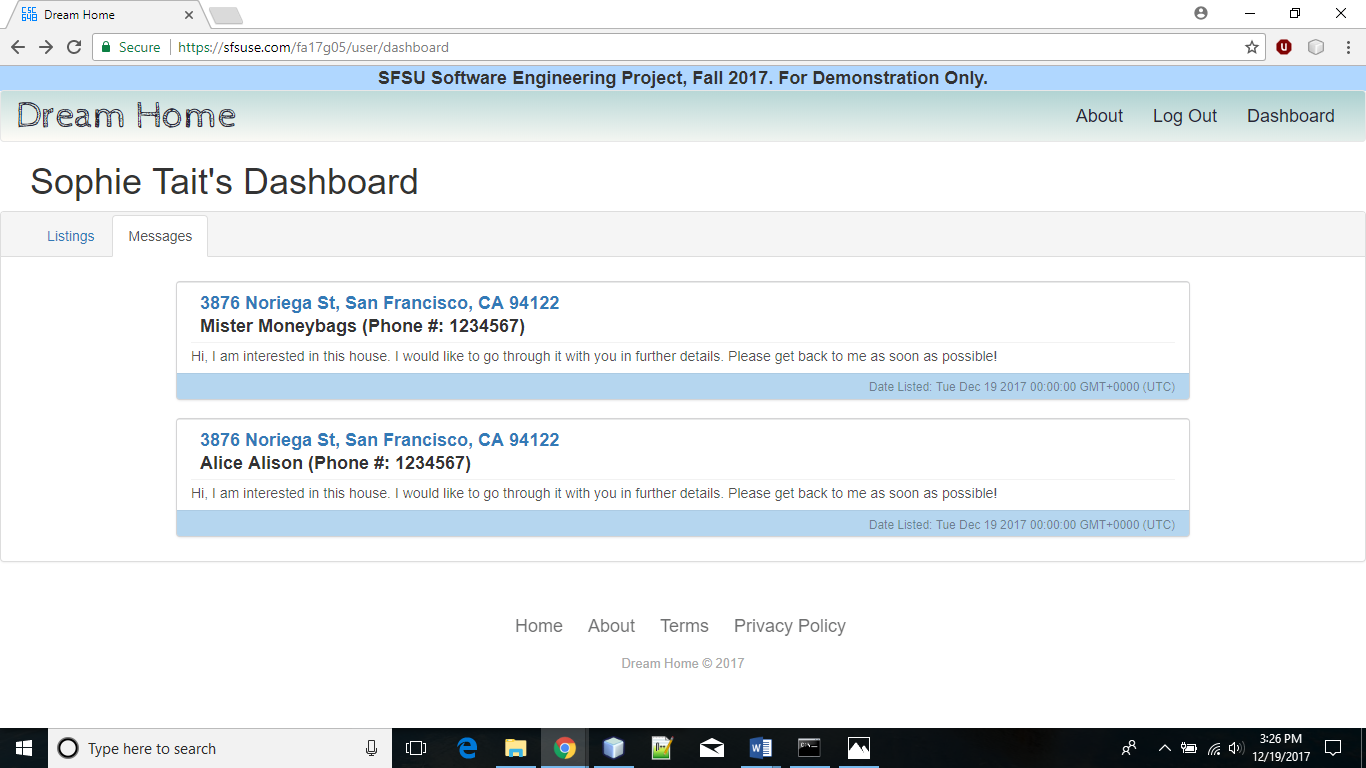 Dream Home
Secure https://sfsuse.com/fa17g05/user/dashboard
SFSU Software Engineering Project, Fall 2017. For Demonstration Only.
Dream Home About Log Out Dashboard
Sophie Tait's Dashboard
Listings Messages
3876 Noriega St, San Francisco, CA 94122
Mister Moneybags (Phone #: 1234567)
Hi, I am interested in this house. I would like to go through it with you in further details. Please get back to me as soon as possible!
Date Listed: Tue Dec 19 2017 00:00:00 GMT+0000 (UTC)
3876 Noriega St, San Francisco, CA 94122
Alice Alison (Phone #: 1234567)
Hi, I am interested in this house. I would like to go through it with you in further details. Please get back to me as soon as possible!
Date Listed: Tue Dec 19 2017 00:00:00 GMT+0000 (UTC)
Home About Terms Privacy Policy
Dream Home © 2017
Type here to search
3:26 PM
12/19/2017